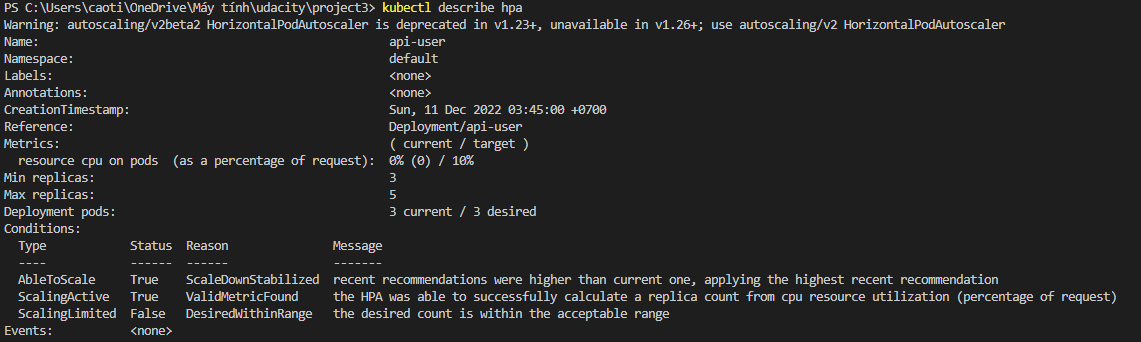 PS C:\Users\caoti\OneDrive\Máy tính\udacity\project3> kubectl describe hpa
Warning: autoscaling/v2beta2 HorizontalPodAutoscaler is deprecated in v1.23+, unavailable in v1.26+; use autoscaling/v2 HorizontalPodAutoscaler
Name: api-user
Namespace: default
Labels: <none>
Annotations: <none>
CreationTimestamp: Sun, 11 Dec 2022 03:45:00 +0700
Reference: Deployment/api-user
Metrics: ( current / target )
  resource cpu on pods  (as a percentage of request): 0% (0) / 10%
Min replicas: 3
Max replicas: 5
Deployment pods: 3 current / 3 desired
Conditions:
  Type            Status  Reason               Message
  ----            ------  ------               -------
  AbleToScale     True    ScaleDownStabilized  recent recommendations were higher than current one, applying the highest recent recommendation
  ScalingActive   True    ValidMetricFound     the HPA was able to successfully calculate a replica count from cpu resource utilization (percentage of request)
  ScalingLimited  False   DesiredWithinRange   the desired count is within the acceptable range
Events:           <none>